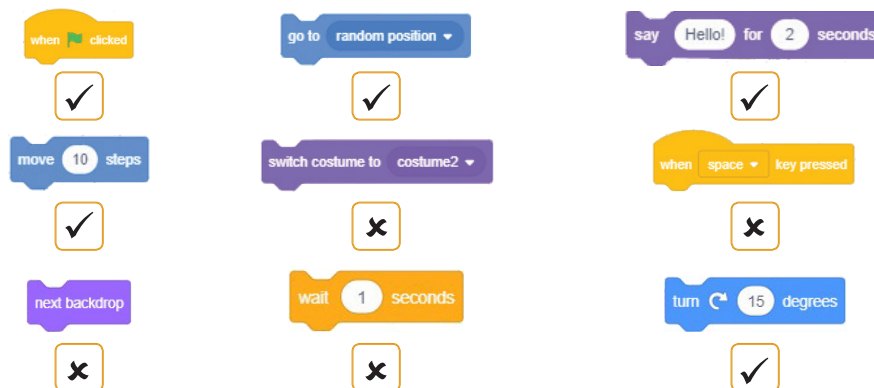 when clicked
go to random position
say Hello! for 2 seconds
move 10 steps
switch costume to costume2
when space key pressed
next backdrop
wait 1 seconds
turn 15 degrees